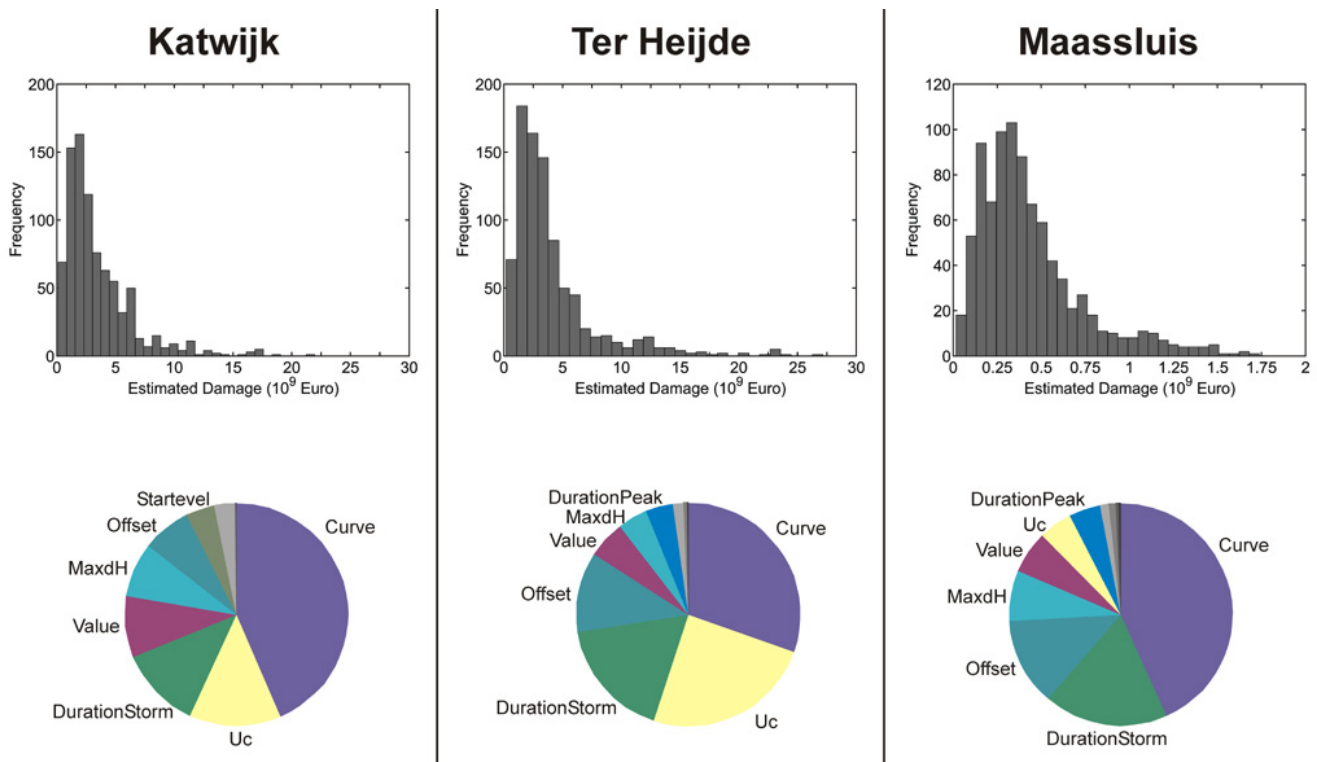 Katwijk
Ter Heijde
Maassluis
200
150
100
50
0
Frequency
0 5 10 15 20 25 30
Estimated Damage (10⁹ Euro)
200
150
100
50
0
Frequency
0 5 10 15 20 25 30
Estimated Damage (10⁹ Euro)
120
100
80
60
40
20
0
Frequency
0 0.25 0.5 0.75 1 1.25 1.5 1.75 2
Estimated Damage (10⁹ Euro)
Startevel
Offset
MaxdH
Value
DurationStorm
Uc
Curve
DurationPeak
MaxdH
Value
Offset
DurationStorm
Uc
Curve
DurationPeak
Uc
Value
MaxdH
Offset
DurationStorm
Curve